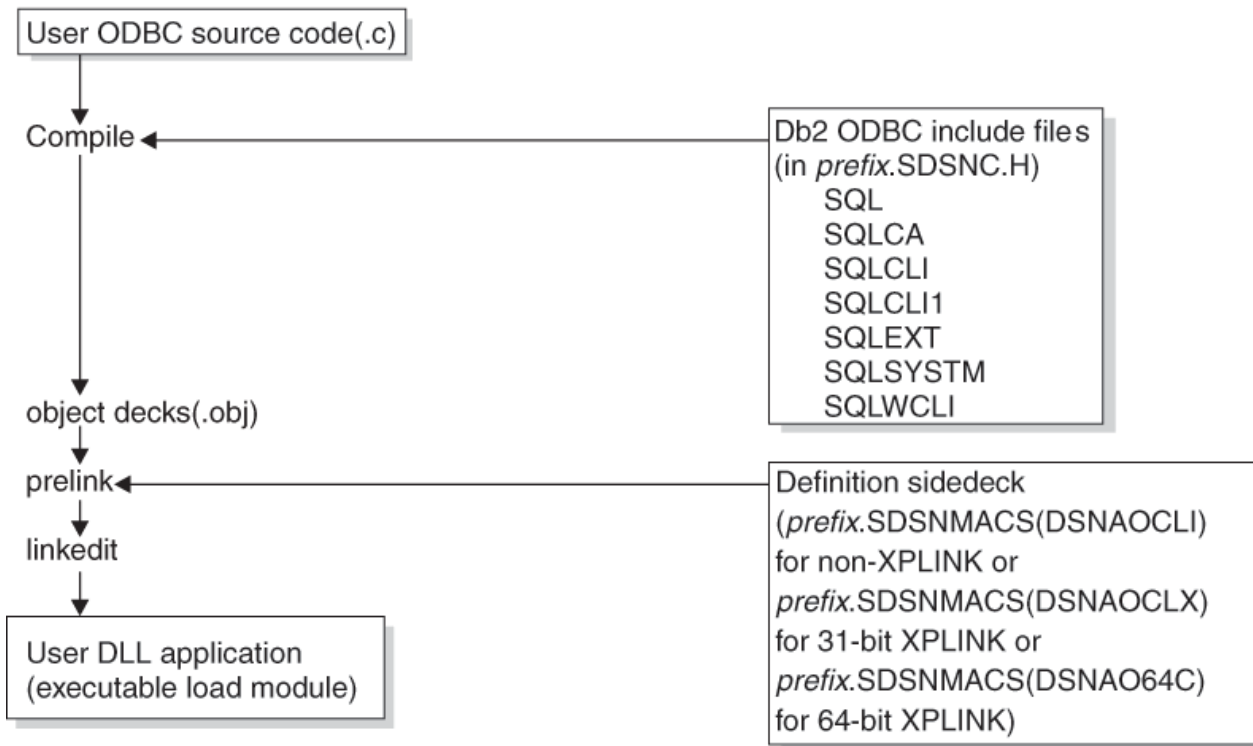 User ODBC source code(.c)
Compile
Db2 ODBC include files
(in prefix.SDSNC.H)
SQL
SQLCA
SQLCLI
SQLCLI1
SQLEXT
SQLSYSTM
SQLWCLI
object decks(.obj)
prelink
linkedit
Definition sidedeck
(prefix.SDSNMACS(DSNAOCLI)
for non-XPLINK or
prefix.SDSNMACS(DSNAOCLX)
for 31-bit XPLINK or
prefix.SDSNMACS(DSNAO64C)
for 64-bit XPLINK)
User DLL application
(executable load module)